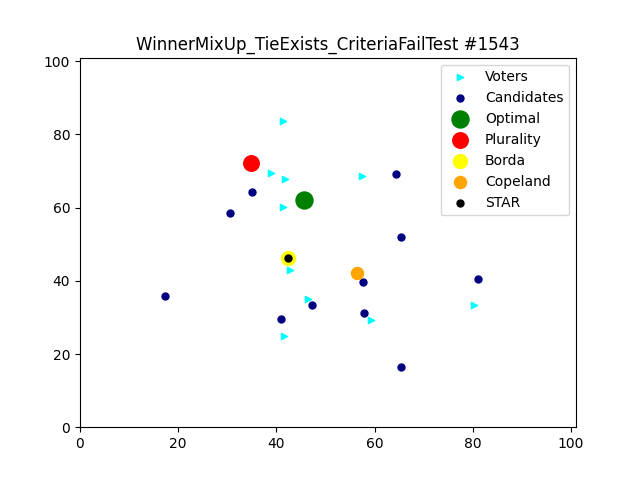 WinnerMixUp_TieExists_CriteriaFailTest #1543
100
80
60
40
20
0
0 20 40 60 80 100
Voters
Candidates
Optimal
Plurality
Borda
Copeland
STAR